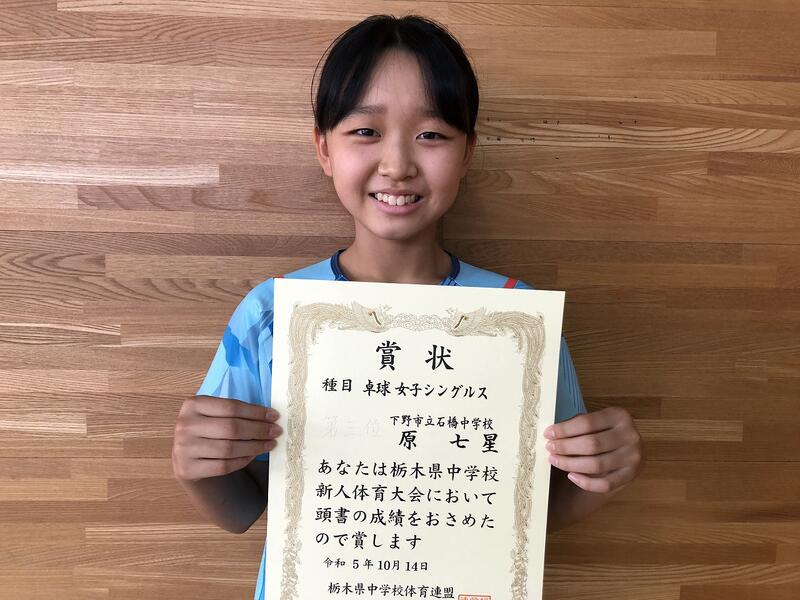 賞状
種目 卓球 女子シングルス
第三位
下野市立石橋中学校
原 七星
あなたは栃木県中学校
新人体育大会において
頭書の成績をおさめた
ので賞します
令和 5年10月14日
栃木県中学校体育連盟